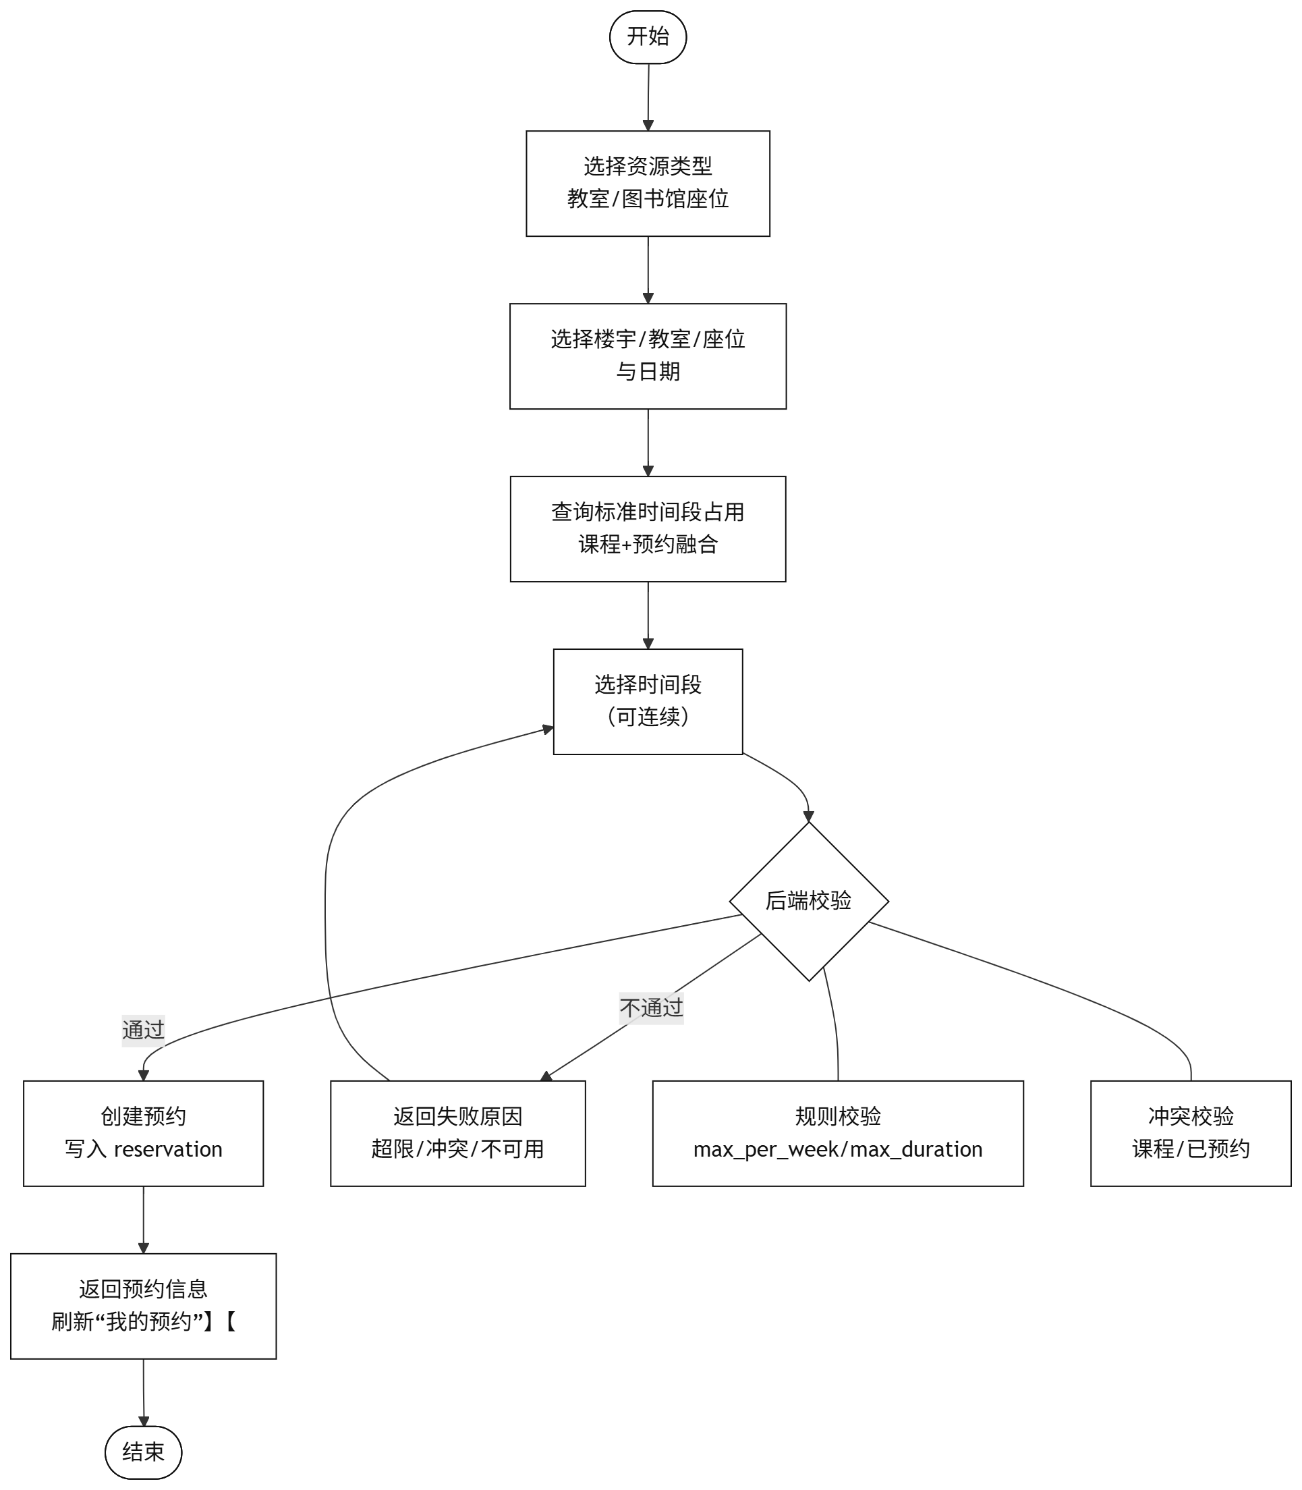 开始
选择资源类型
教室/图书馆座位
选择楼宇/教室/座位
与日期
查询标准时间段占用
课程+预约融合
选择时间段
（可连续）
后端校验
不通过
通过
创建预约
写入 reservation
返回失败原因
超限/冲突/不可用
规则校验
max_per_week/max_duration
冲突校验
课程/已预约
返回预约信息
刷新“我的预约”】【
结束